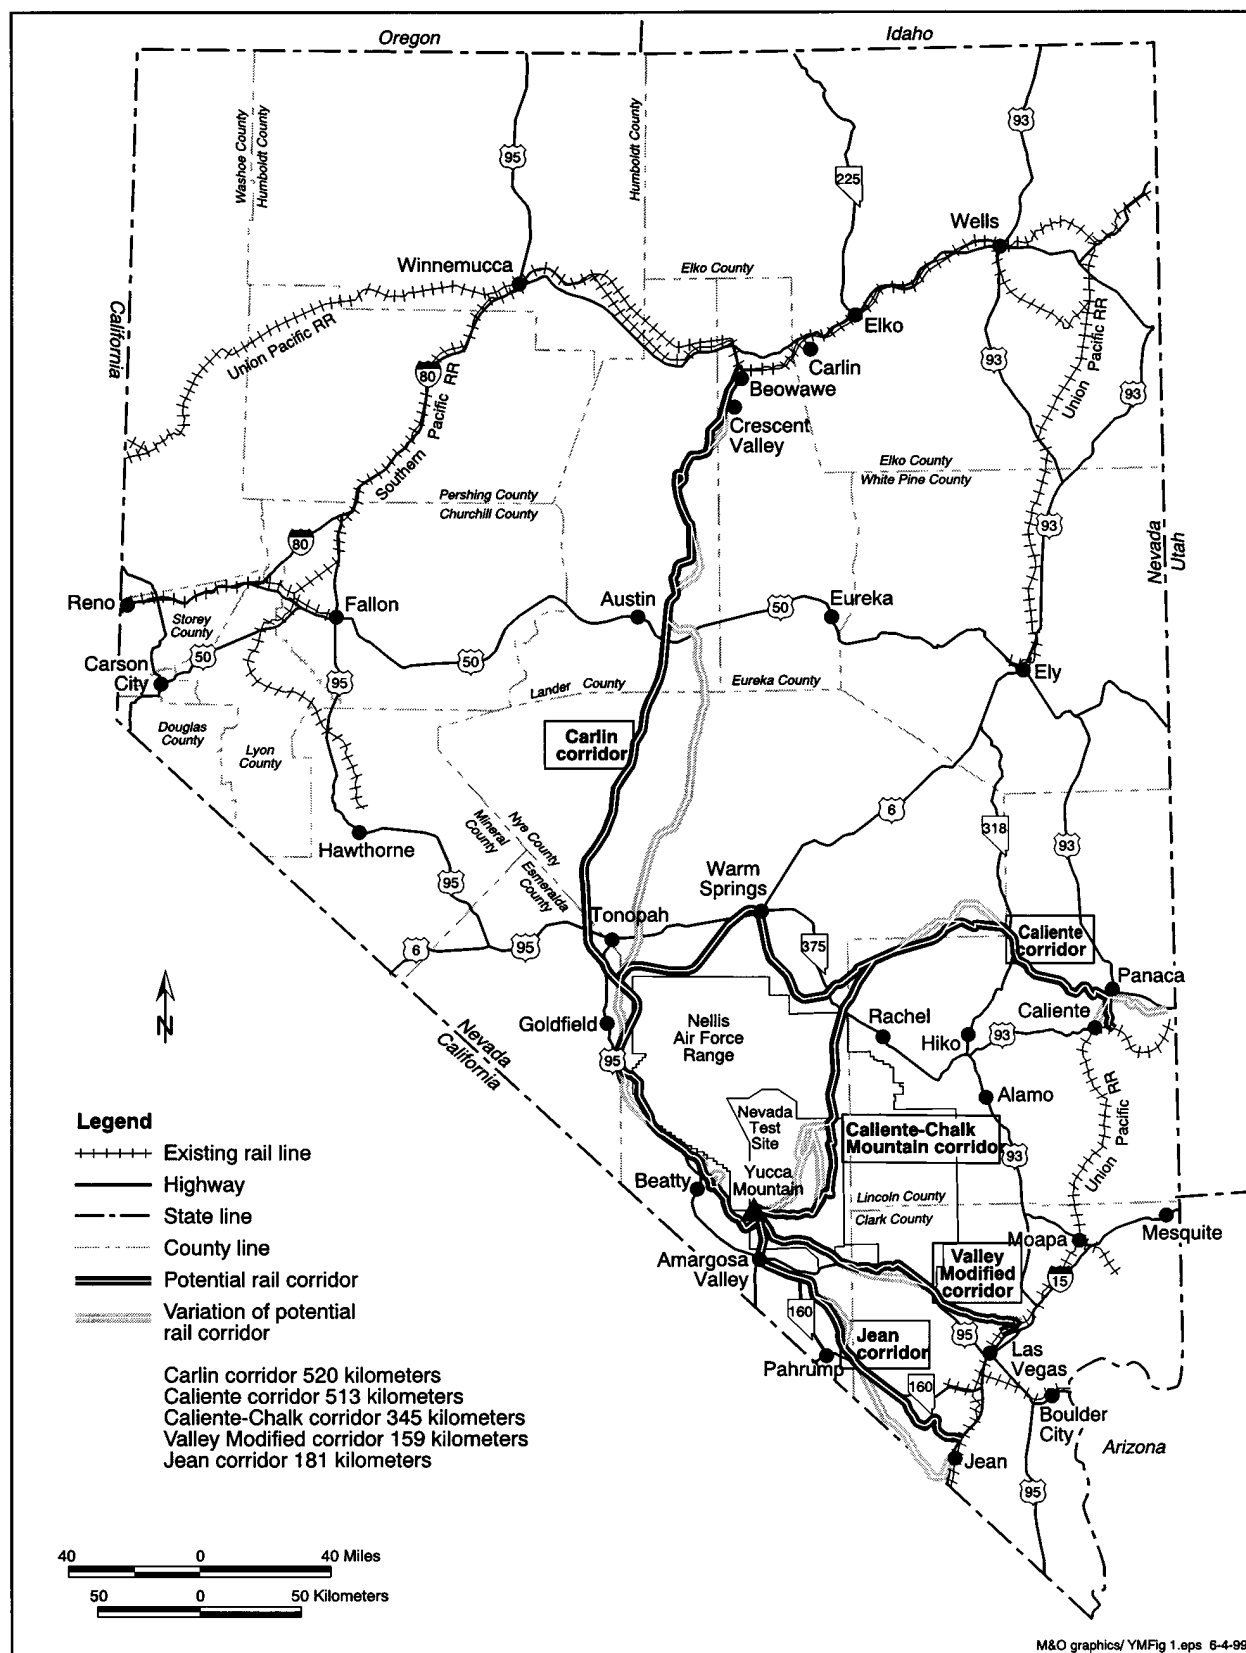 Oregon
Idaho
Washoe County
Humboldt County
Humboldt County
95
93
225
Wells
Winnemucca
Elko County
California
Union Pacific RR
Elko
Carlin
Beowawe
Crescent
Valley
80
Southern Pacific RR
93
93
Union Pacific RR
Elko County
White Pine County
Pershing County
Churchill County
80
93
Nevada
Utah
Reno
Fallon
Austin
50
Eureka
Storey
County
Carson
City
50
50
95
Ely
Lander County
Eureka County
Douglas
County
Lyon
County
Carlin
corridor
6
318
93
Mineral
County
Nye County
Esmeralda
County
Hawthorne
95
Warm
Springs
Tonopah
6
95
375
Caliente
corridor
Panaca
N
Goldfield
Nellis
Air Force
Range
Rachel
Hiko
93
Caliente
Nevada
California
95
Alamo
Union Pacific RR
Nevada
Test
Site
Caliente-Chalk
Mountain corridor
93
Beatty
Yucca
Mountain
Lincoln County
Clark County
Mesquite
Moapa
Amargosa
Valley
Valley
Modified
corridor
15
160
Jean
corridor
95
Las
Vegas
Pahrump
160
Boulder
City
Arizona
Jean
95
Legend
Existing rail line
Highway
State line
County line
Potential rail corridor
Variation of potential
rail corridor
Carlin corridor 520 kilometers
Caliente corridor 513 kilometers
Caliente-Chalk corridor 345 kilometers
Valley Modified corridor 159 kilometers
Jean corridor 181 kilometers
40 0 40 Miles
50 0 50 Kilometers
M&O graphics/ YMFig 1.eps 6-4-99